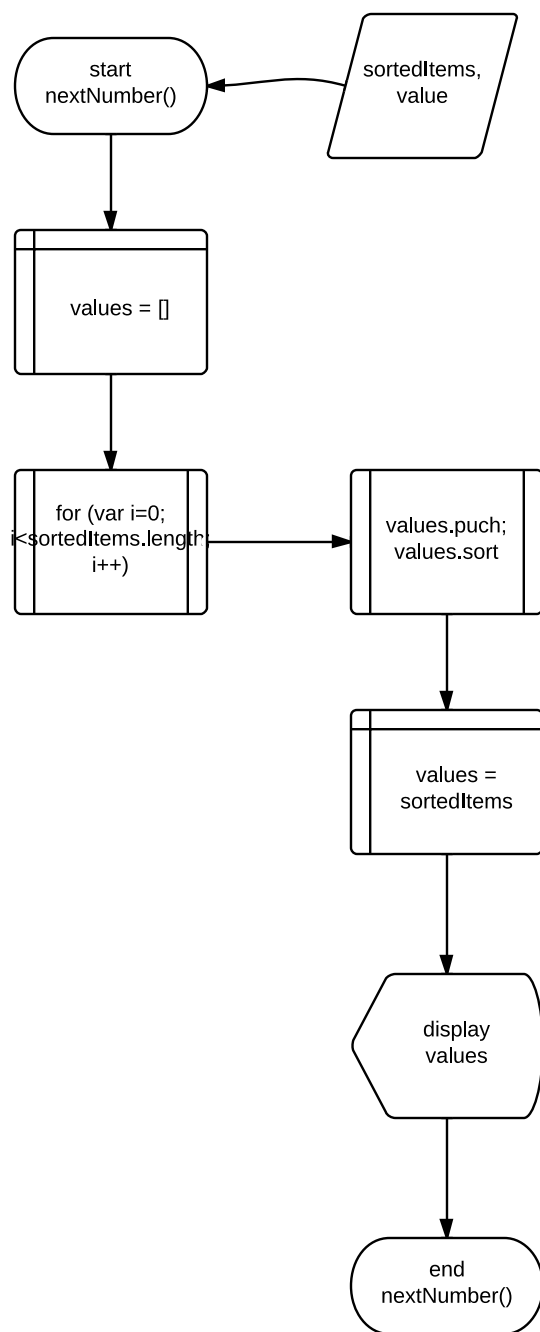 start
nextNumber()
sortedItems,
value
values = []
for (var i=0;
i<sortedItems.length;
i++)
values.puch;
values.sort
values =
sortedItems
display
values
end
nextNumber()